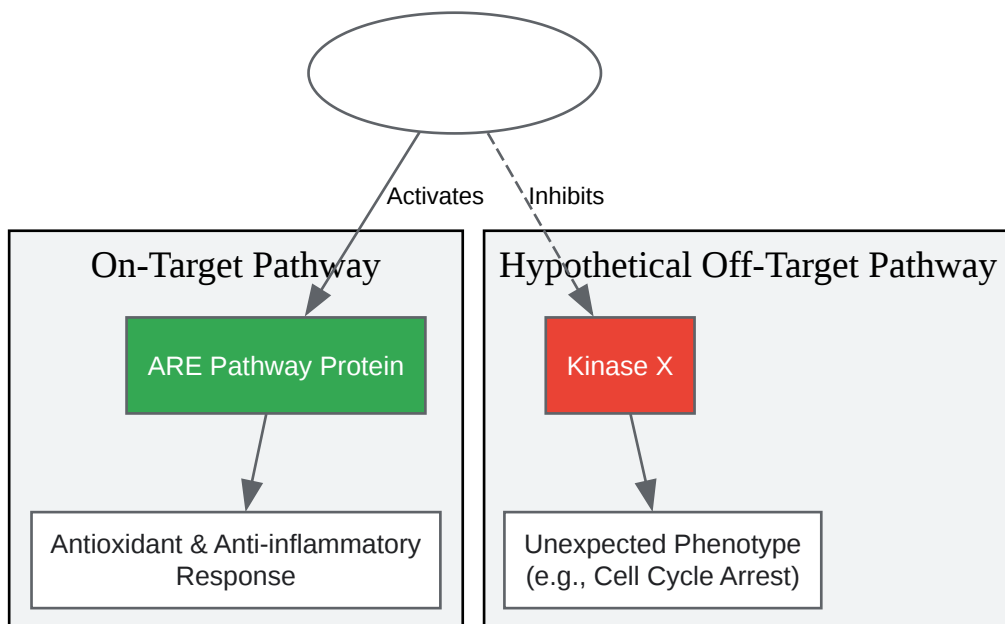 Activates
Inhibits
On-Target Pathway
Hypothetical Off-Target Pathway
ARE Pathway Protein
Kinase X
Antioxidant & Anti-inflammatory
Response
Unexpected Phenotype
(e.g., Cell Cycle Arrest)